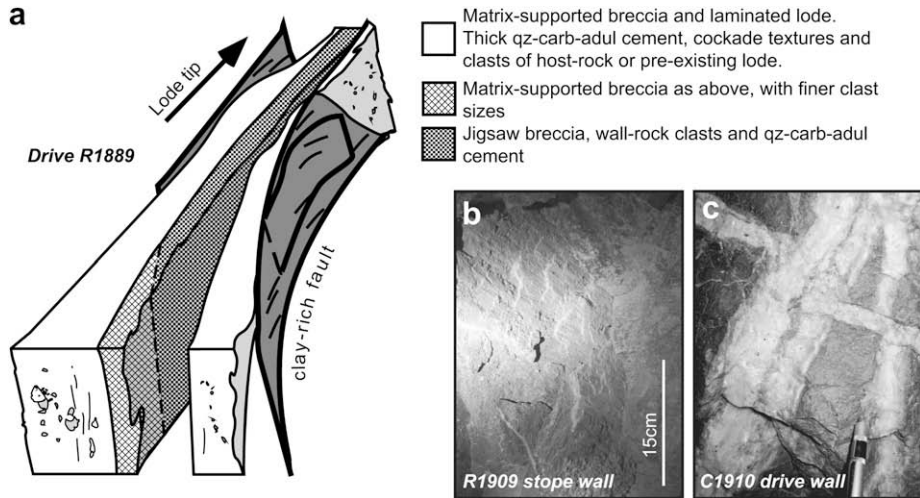 a
Lode tip
Drive R1889
clay-rich fault
Matrix-supported breccia and laminated lode.
Thick qz-carb-adul cement, cockade textures and
clasts of host-rock or pre-existing lode.
Matrix-supported breccia as above, with finer clast
sizes
Jigsaw breccia, wall-rock clasts and qz-carb-adul
cement
b
15cm
R1909 stope wall
c
C1910 drive wall